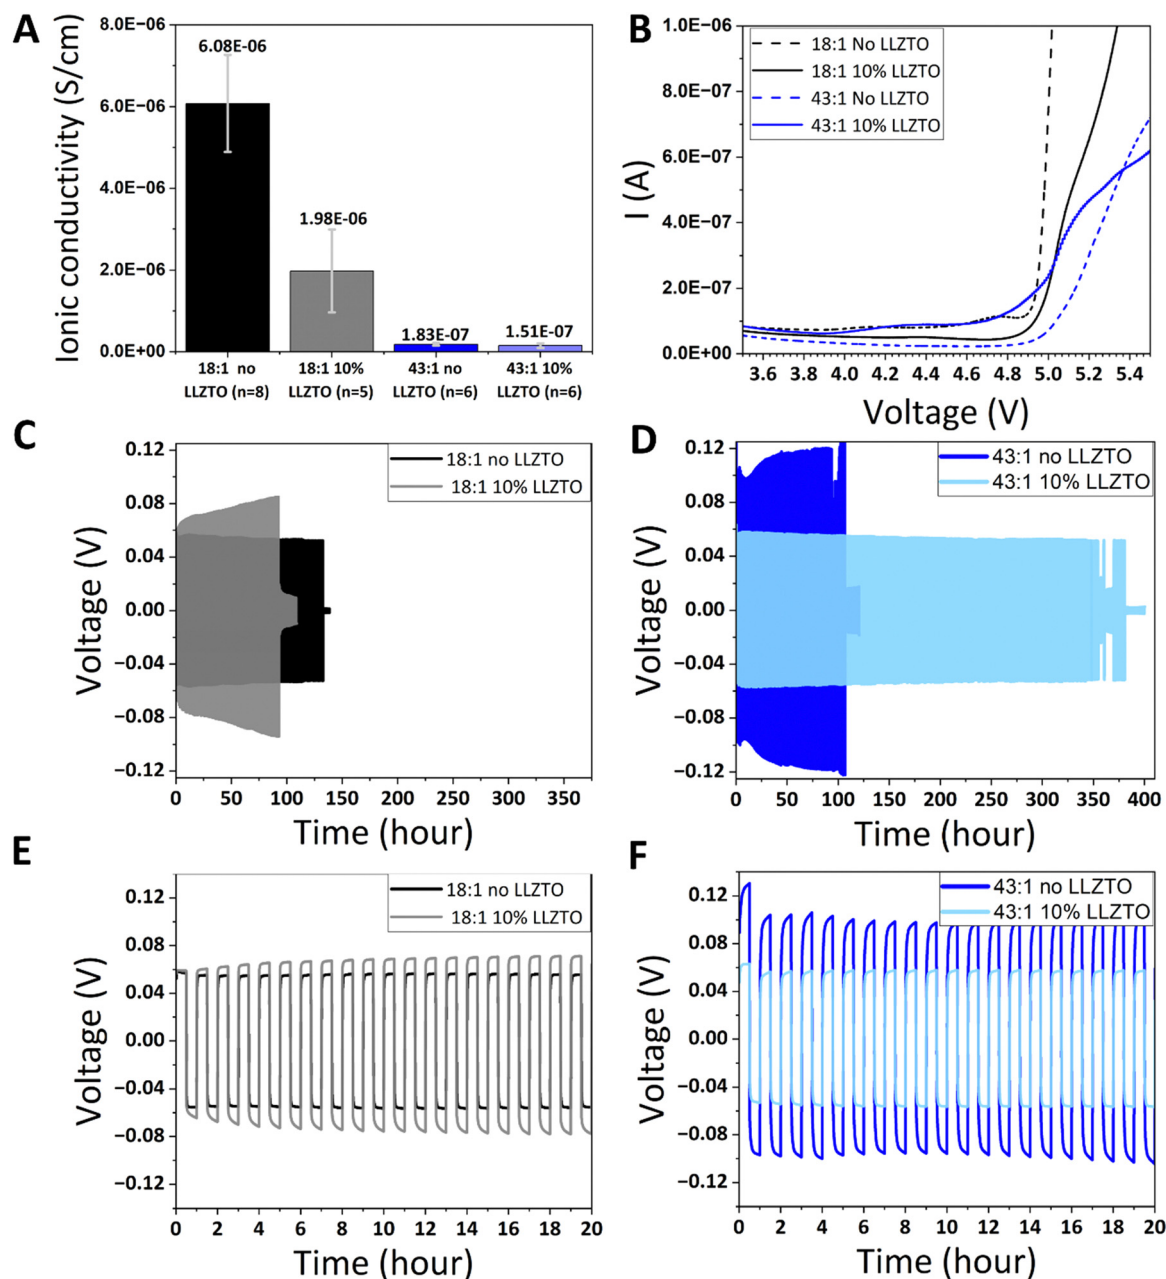 A
Ionic conductivity (S/cm)
8.0E-06
6.0E-06
4.0E-06
2.0E-06
0.0E+00
6.08E-06
1.98E-06
1.83E-07
1.51E-07
18:1 no
LLZTO (n=8)
18:1 10%
LLZTO (n=5)
43:1 no
LLZTO (n=6)
43:1 10%
LLZTO (n=6)
B
I (A)
1.0E-06
8.0E-07
6.0E-07
4.0E-07
2.0E-07
0.0E+00
18:1 No LLZTO
18:1 10% LLZTO
43:1 No LLZTO
43:1 10% LLZTO
3.6 3.8 4.0 4.2 4.4 4.6 4.8 5.0 5.2 5.4
Voltage (V)
C
Voltage (V)
0.12
0.08
0.04
0.00
−0.04
−0.08
−0.12
18:1 no LLZTO
18:1 10% LLZTO
0 50 100 150 200 250 300 350
Time (hour)
D
Voltage (V)
0.12
0.08
0.04
0.00
−0.04
−0.08
−0.12
43:1 no LLZTO
43:1 10% LLZTO
0 50 100 150 200 250 300 350 400
Time (hour)
E
Voltage (V)
0.12
0.08
0.04
0.00
−0.04
−0.08
−0.12
18:1 no LLZTO
18:1 10% LLZTO
0 2 4 6 8 10 12 14 16 18 20
Time (hour)
F
Voltage (V)
0.12
0.08
0.04
0.00
−0.04
−0.08
−0.12
43:1 no LLZTO
43:1 10% LLZTO
0 2 4 6 8 10 12 14 16 18 20
Time (hour)